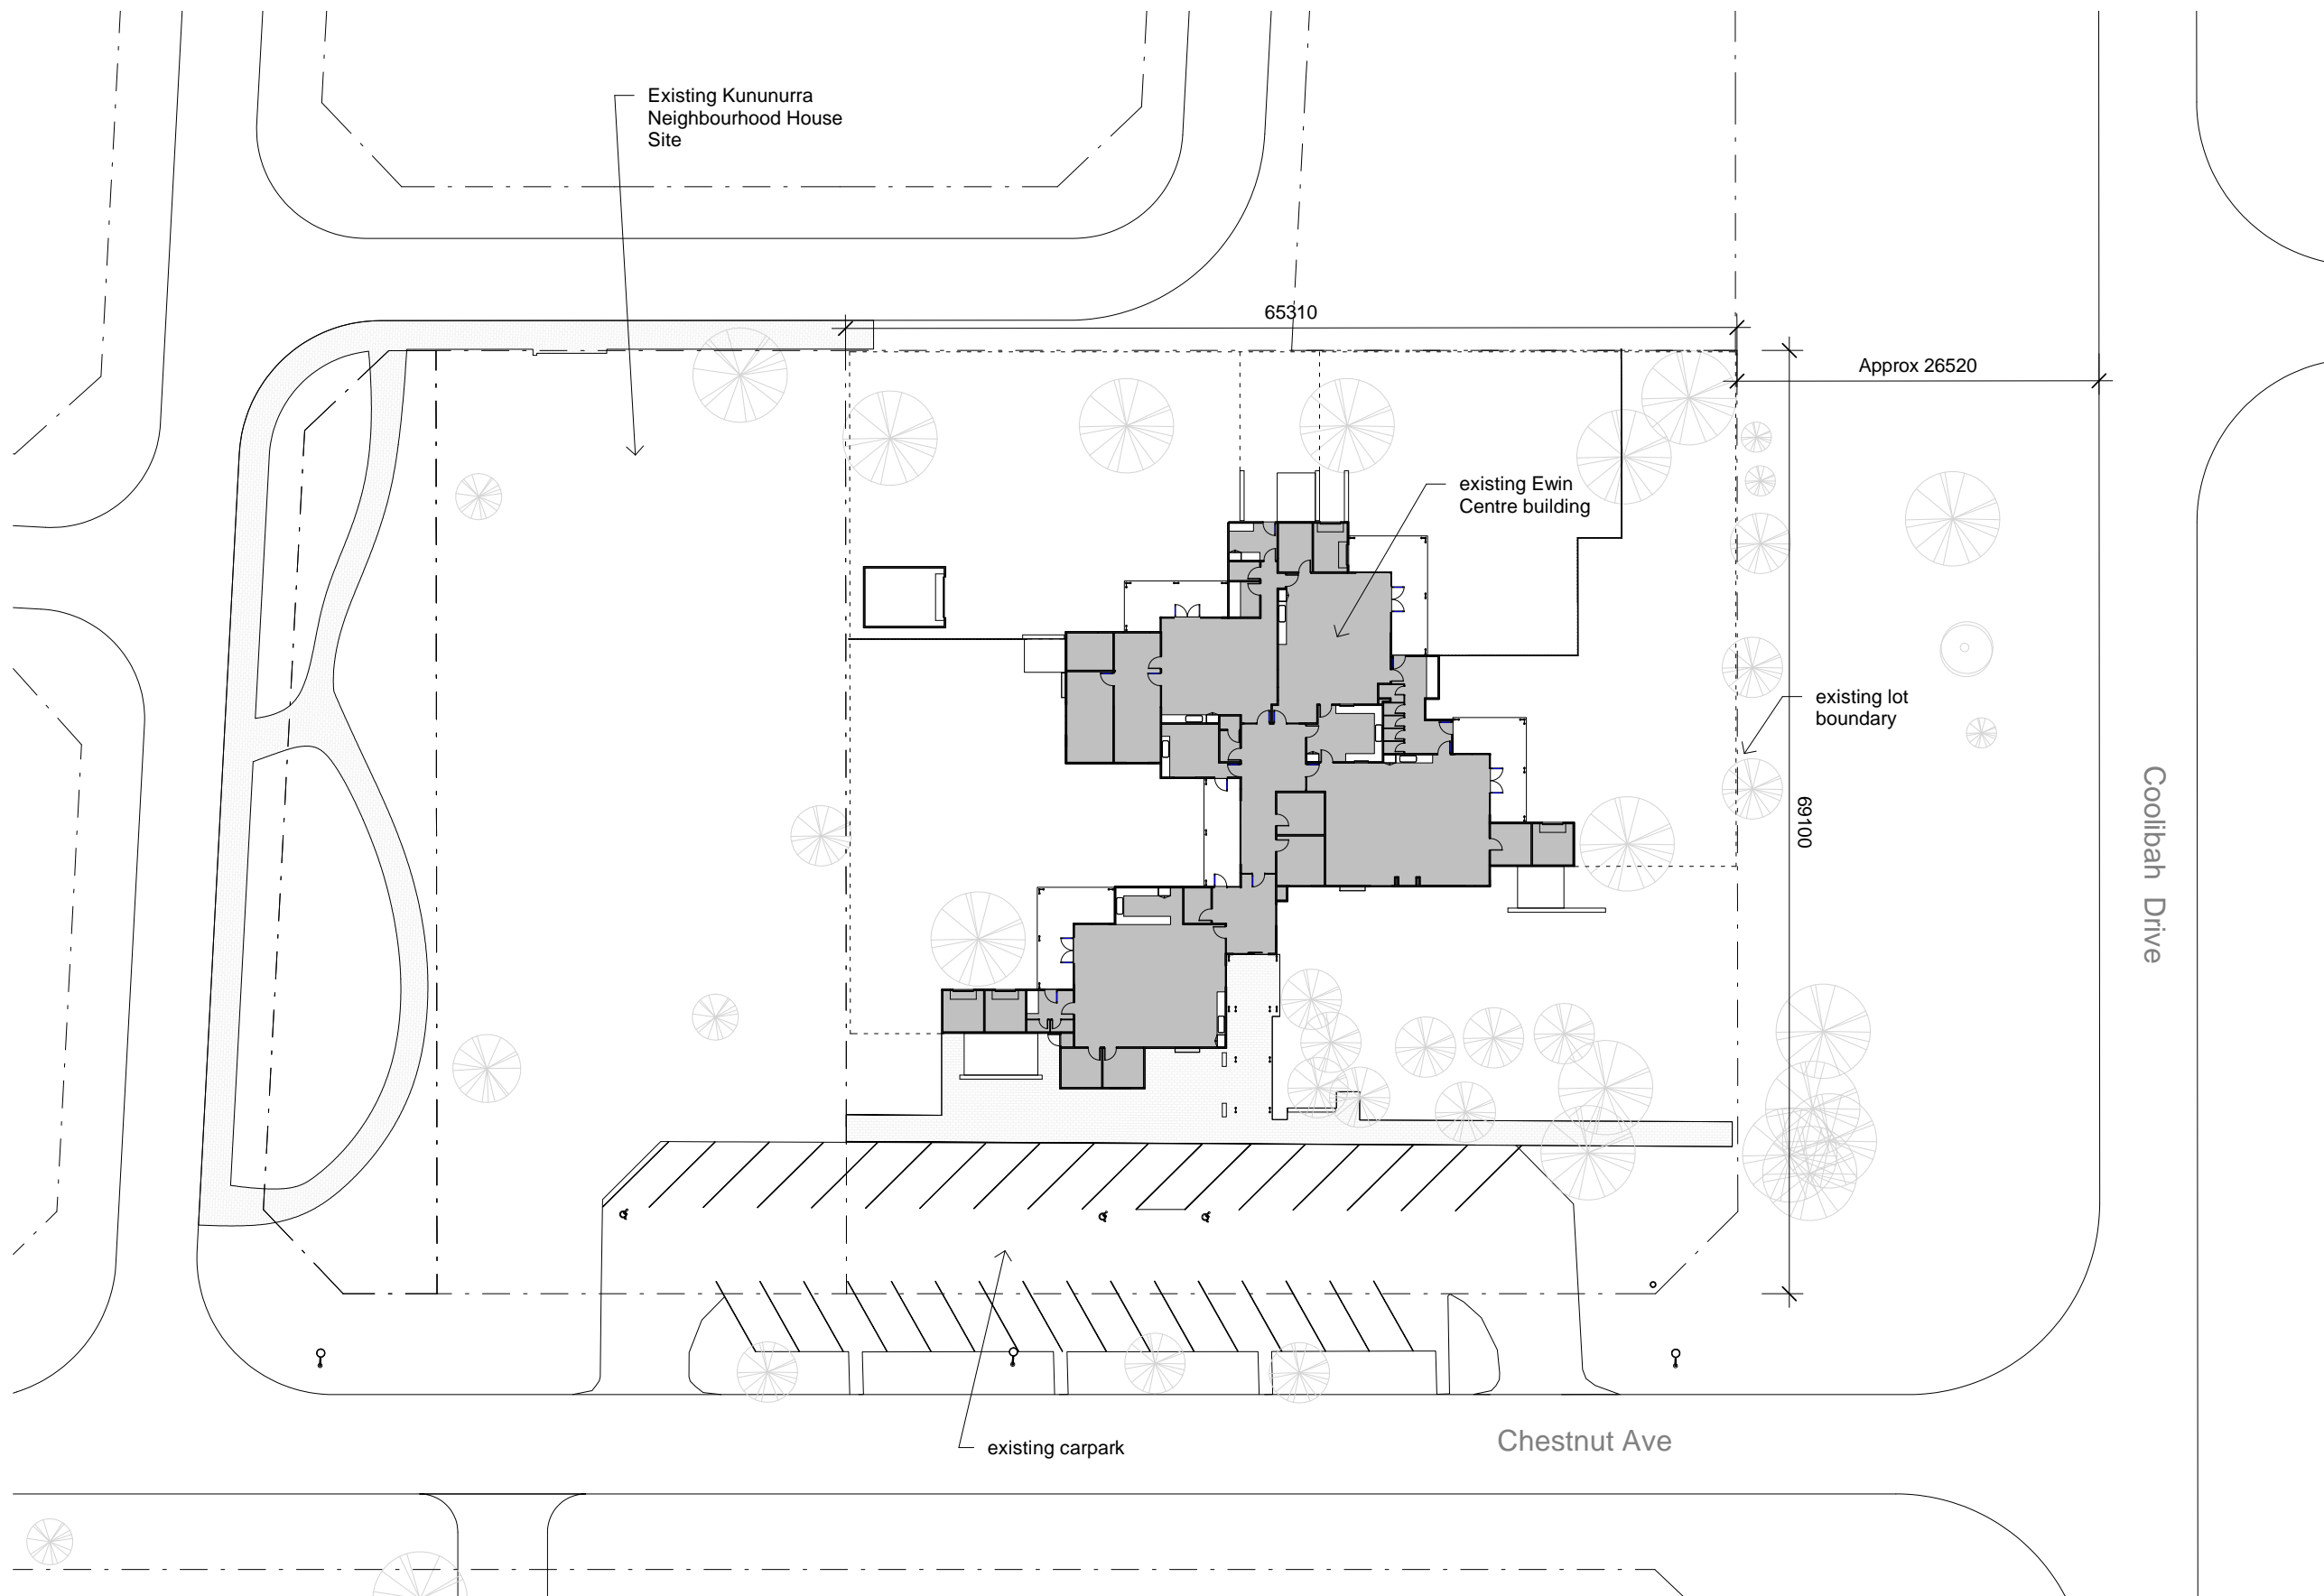 Existing Kununurra
Neighbourhood House
Site
65310
Approx 26520
existing Ewin
Centre building
existing lot
boundary
69100
Coolibah Drive
existing carpark
Chestnut Ave